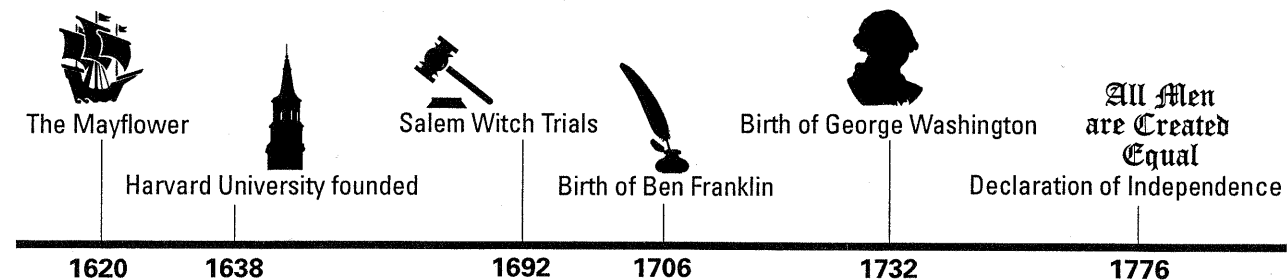 All Men
are Created
Equal
The Mayflower
Salem Witch Trials
Birth of George Washington
Harvard University founded
Birth of Ben Franklin
Declaration of Independence
1620
1638
1692
1706
1732
1776